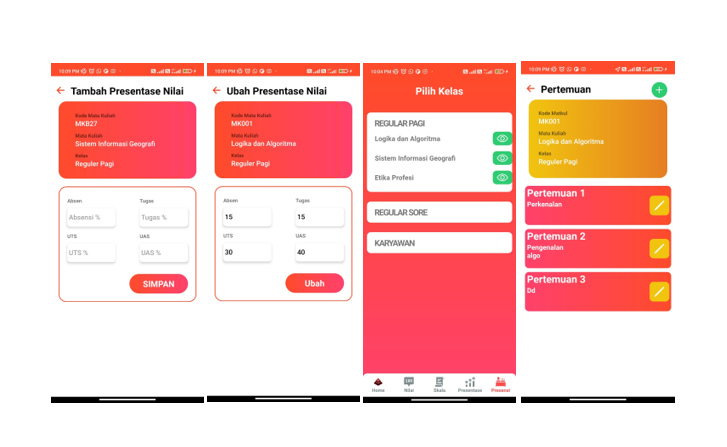 10:09 PM
Tambah Presentase Nilai
Kode Mata Kuliah
MKB27
Mata Kuliah
Sistem Informasi Geografi
Kelas
Reguler Pagi
Absen Tugas
Absensi % Tugas %
UTS UAS
UTS % UAS %
SIMPAN
10:09 PM
Ubah Presentase Nilai
Kode Mata Kuliah
MK001
Mata Kuliah
Logika dan Algoritma
Kelas
Reguler Pagi
Absen Tugas
15 15
UTS UAS
30 40
Ubah
10:04 PM
Pilih Kelas
REGULAR PAGI
Logika dan Algoritma
Sistem Informasi Geografi
Etika Profesi
REGULAR SORE
KARYAWAN
Home Nilai Skala Presentase Presensi
10:09 PM
Pertemuan
Kode Matkul
MK001
Mata Kuliah
Logika dan Algoritma
Kelas
Reguler Pagi
Pertemuan 1
Perkenalan
Pertemuan 2
Pengenalan
algo
Pertemuan 3
Dd